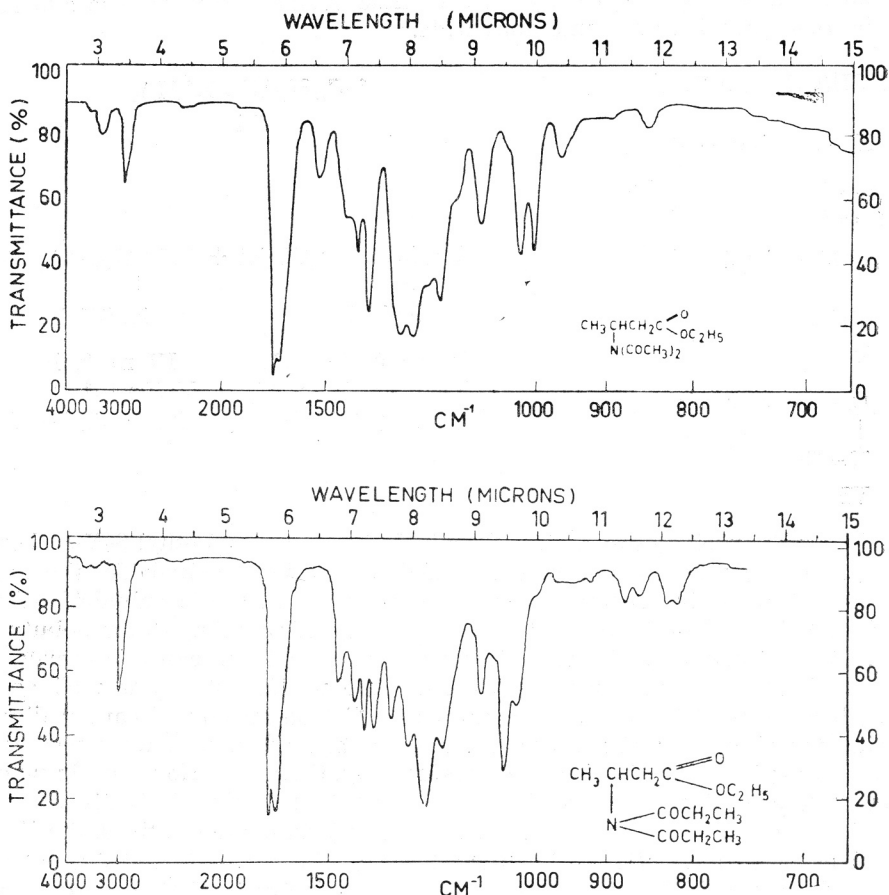 WAVELENGTH (MICRONS)
3 4 5 6 7 8 9 10 11 12 13 14 15
100 100
80 80
60 60
40 40
20 20
0 0
TRANSMITTANCE (%)
CH₃CHCH₂C
O
OC₂H₅
N(COCH₃)₂
4000 3000 2000 1500 1000 900 800 700
CM⁻¹
WAVELENGTH (MICRONS)
3 4 5 6 7 8 9 10 11 12 13 14 15
100 100
80 80
60 60
40 40
20 20
0 0
TRANSMITTANCE (%)
O
CH₃CHCH₂C
OC₂H₅
COCH₂CH₃
N
COCH₂CH₃
4000 3000 2000 1500 1000 900 800 700
CM⁻¹